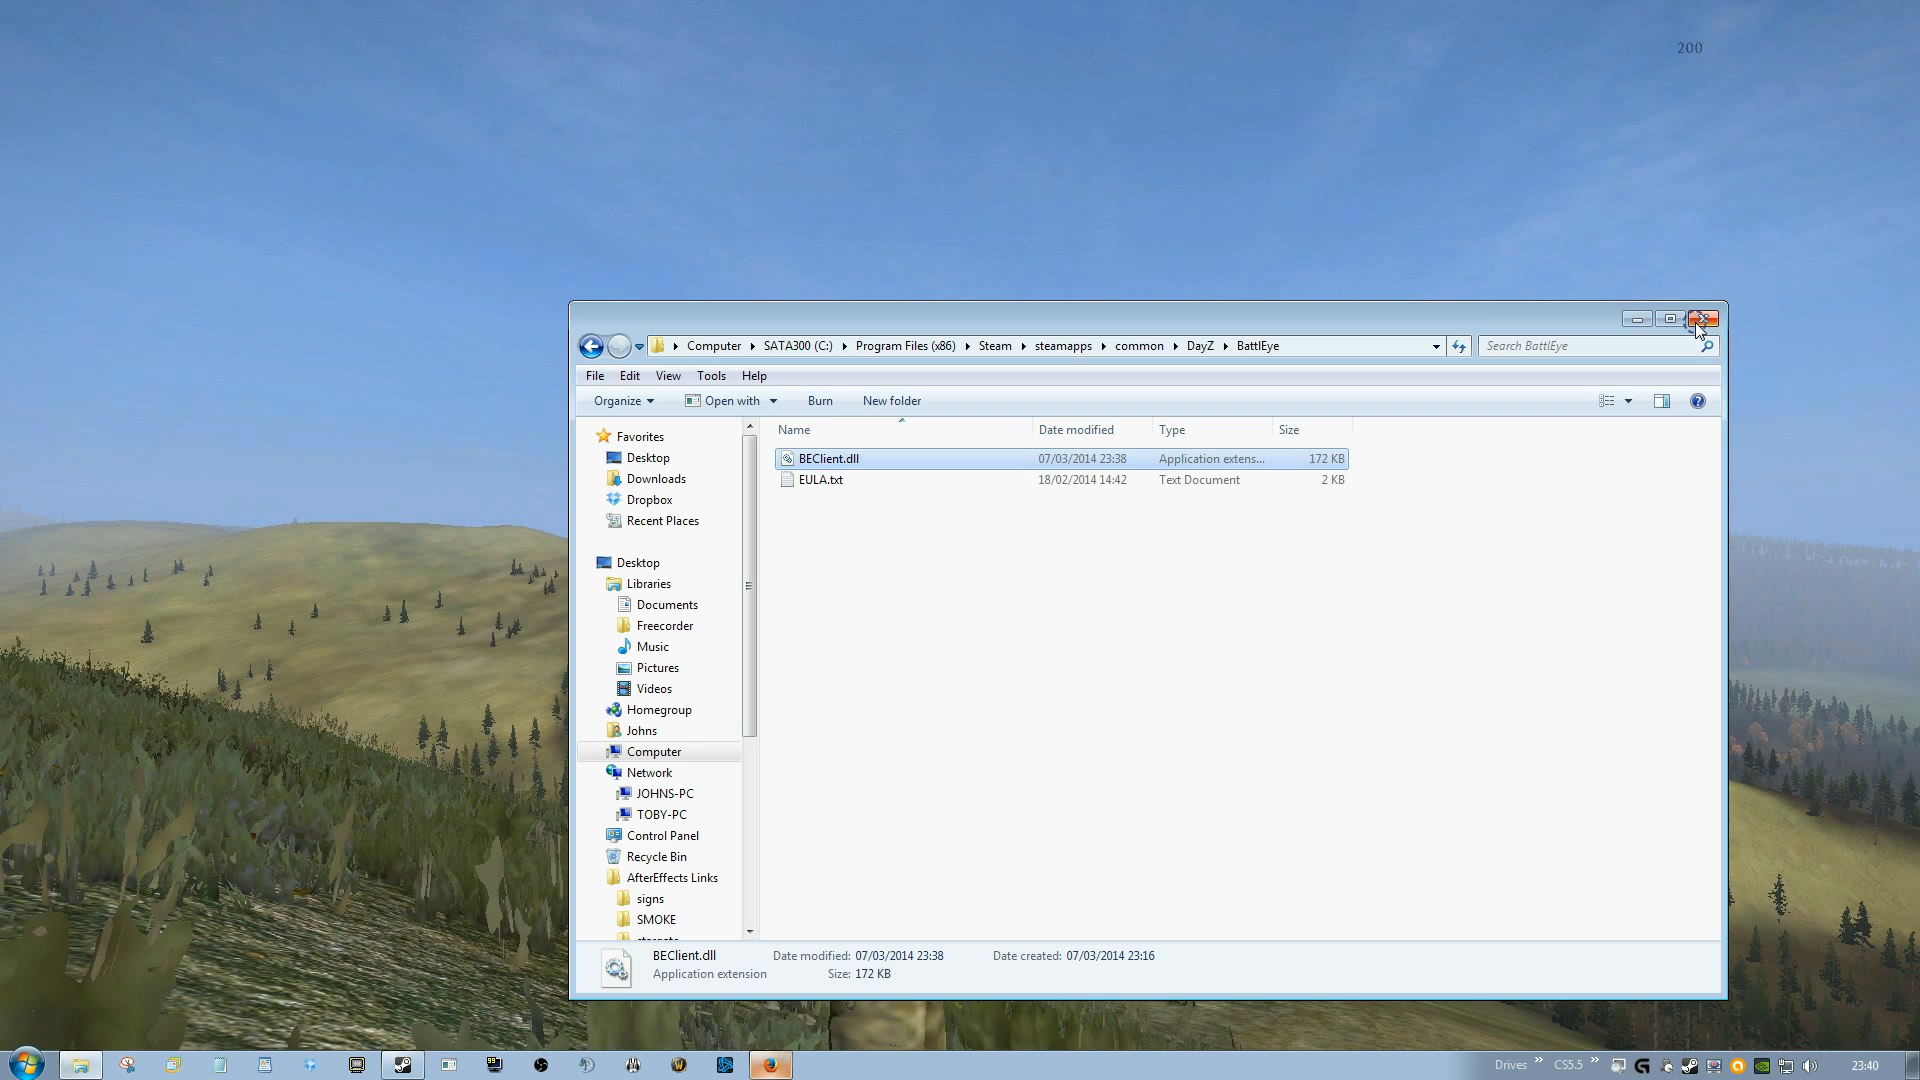 200
Computer SATA300 (C:) Program Files (x86) Steam steamapps common DayZ BattlEye
Search BattlEye
File Edit View Tools Help
Organize Open with Burn New folder
Name Date modified Type Size
BEClient.dll 07/03/2014 23:38 Application extens... 172 KB
EULA.txt 18/02/2014 14:42 Text Document 2 KB
Favorites
Desktop
Downloads
Dropbox
Recent Places
Desktop
Libraries
Documents
Freecorder
Music
Pictures
Videos
Homegroup
Johns
Computer
Network
JOHNS-PC
TOBY-PC
Control Panel
Recycle Bin
AfterEffects Links
signs
SMOKE
BEClient.dll Date modified: 07/03/2014 23:38 Date created: 07/03/2014 23:16
Application extension Size: 172 KB
99
Drives » CS5.5 » 23:40